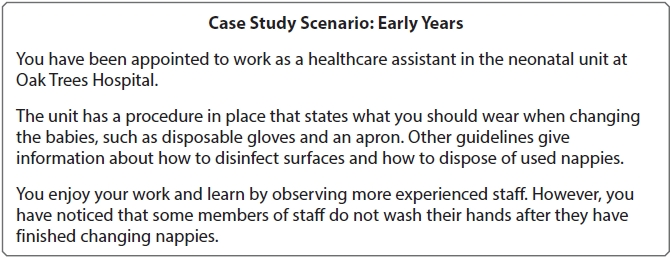 Case Study Scenario: Early Years
You have been appointed to work as a healthcare assistant in the neonatal unit at
Oak Trees Hospital.
The unit has a procedure in place that states what you should wear when changing
the babies, such as disposable gloves and an apron. Other guidelines give
information about how to disinfect surfaces and how to dispose of used nappies.
You enjoy your work and learn by observing more experienced staff. However, you
have noticed that some members of staff do not wash their hands after they have
finished changing nappies.